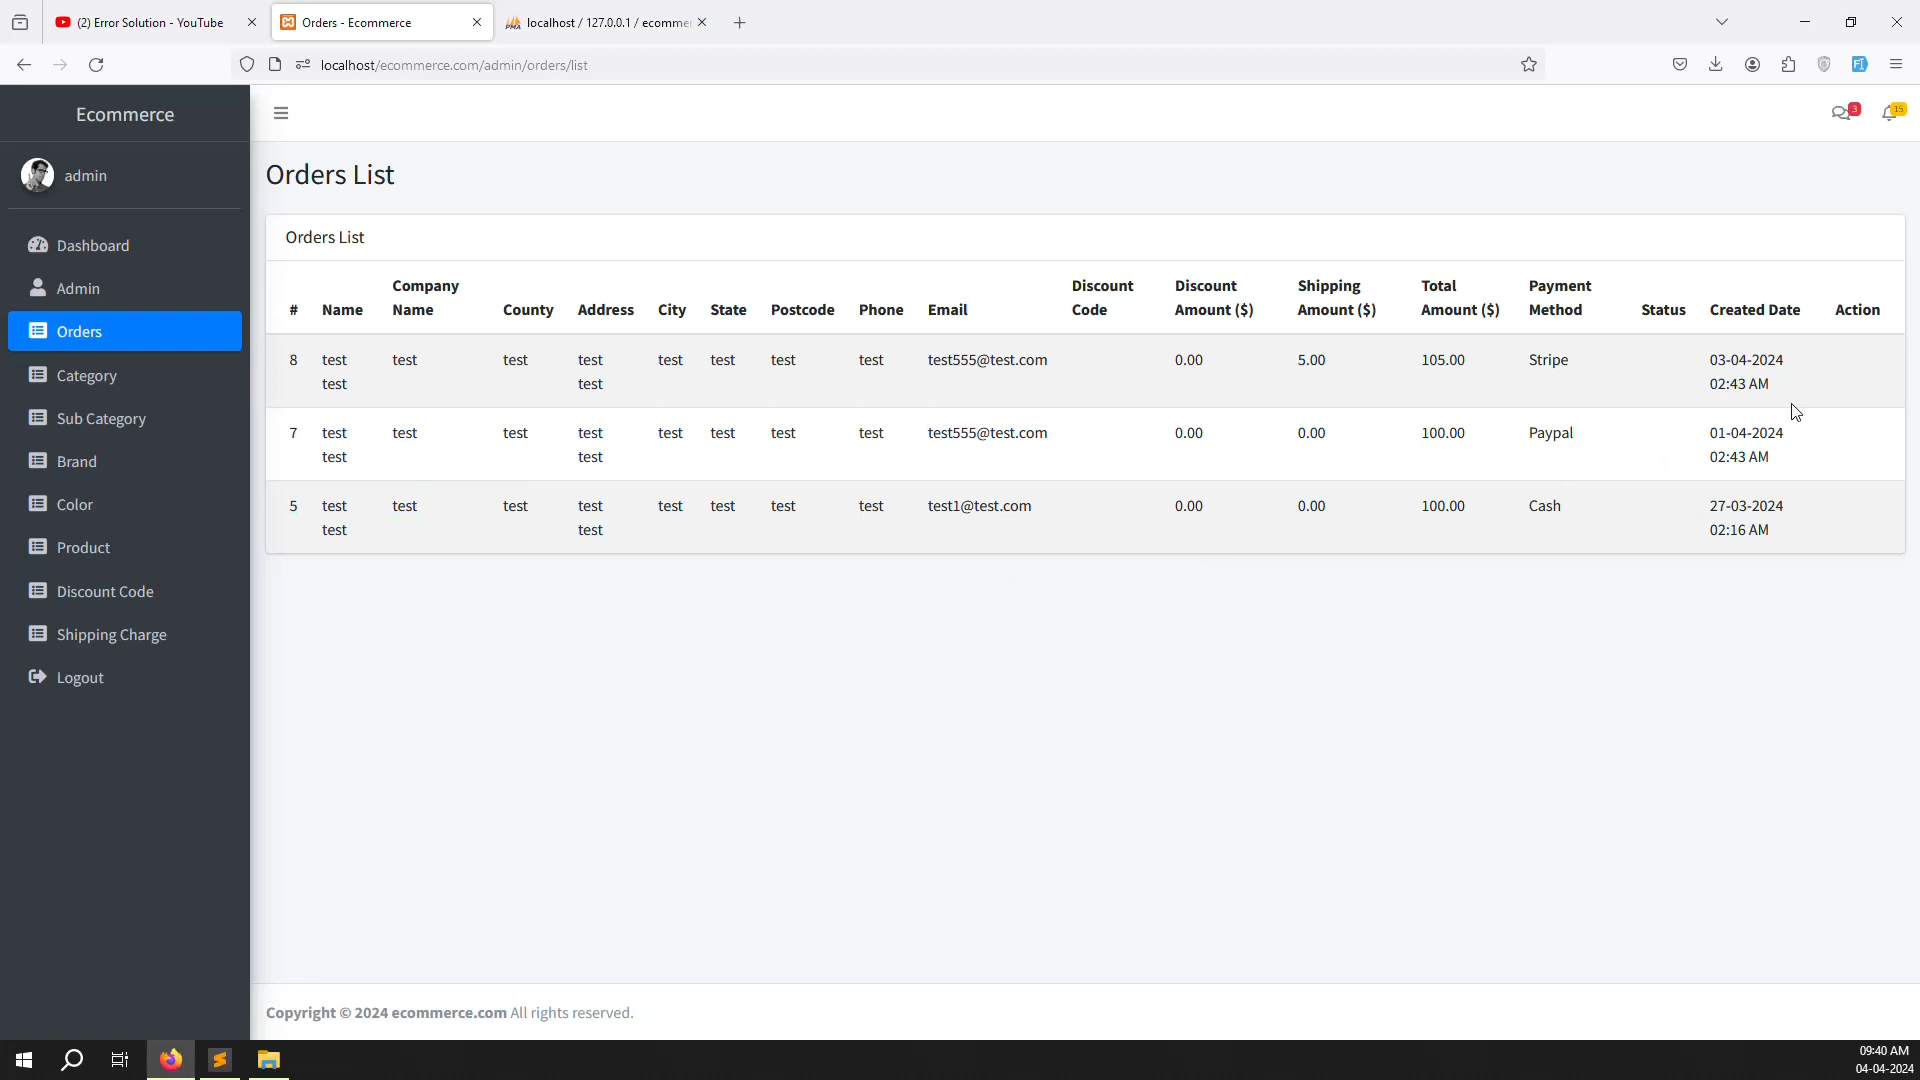 (2) Error Solution - YouTube
Orders - Ecommerce
localhost / 127.0.0.1 / ecomme
localhost/ecommerce.com/admin/orders/list
Ecommerce
3
15
admin
Dashboard
Admin
Orders
Category
Sub Category
Brand
Color
Product
Discount Code
Shipping Charge
Logout
Orders List
Orders List
# Name Company Name County Address City State Postcode Phone Email Discount Code Discount Amount ($) Shipping Amount ($) Total Amount ($) Payment Method Status Created Date Action
8 test test test test test test test test test test test555@test.com 0.00 5.00 105.00 Stripe 03-04-2024 02:43 AM
7 test test test test test test test test test test test555@test.com 0.00 0.00 100.00 Paypal 01-04-2024 02:43 AM
5 test test test test test test test test test test test1@test.com 0.00 0.00 100.00 Cash 27-03-2024 02:16 AM
Copyright © 2024 ecommerce.com All rights reserved.
09:40 AM
04-04-2024